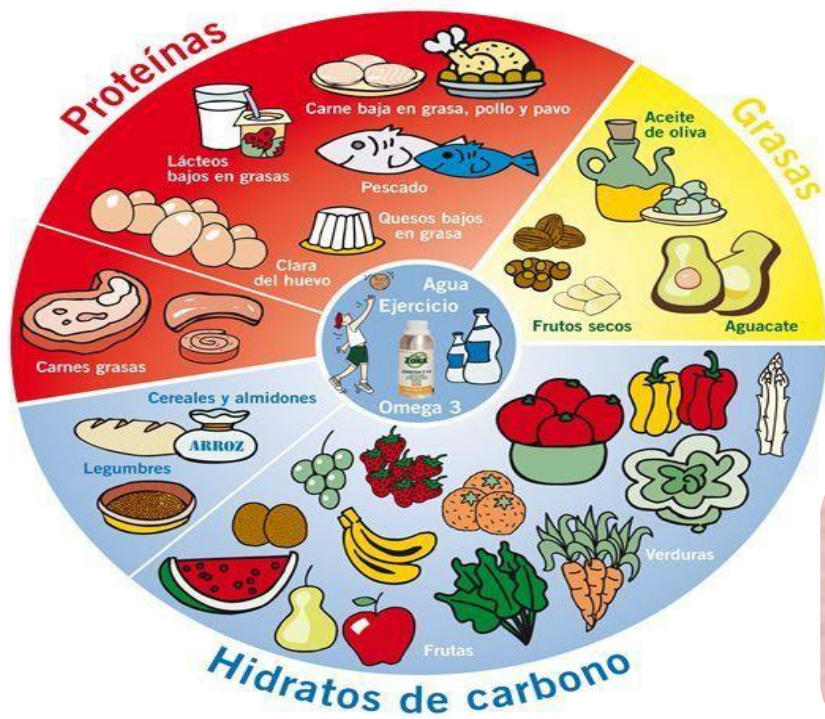 Proteínas
Carne baja en grasa, pollo y pavo
Lácteos
bajos en grasas
Pescado
Quesos bajos
en grasa
Clara
del huevo
Carnes grasas
Grasas
Aceite
de oliva
Frutos secos
Aguacate
Agua
Ejercicio
Omega 3
Cereales y almidones
ARROZ
Legumbres
Verduras
Frutas
Hidratos de carbono